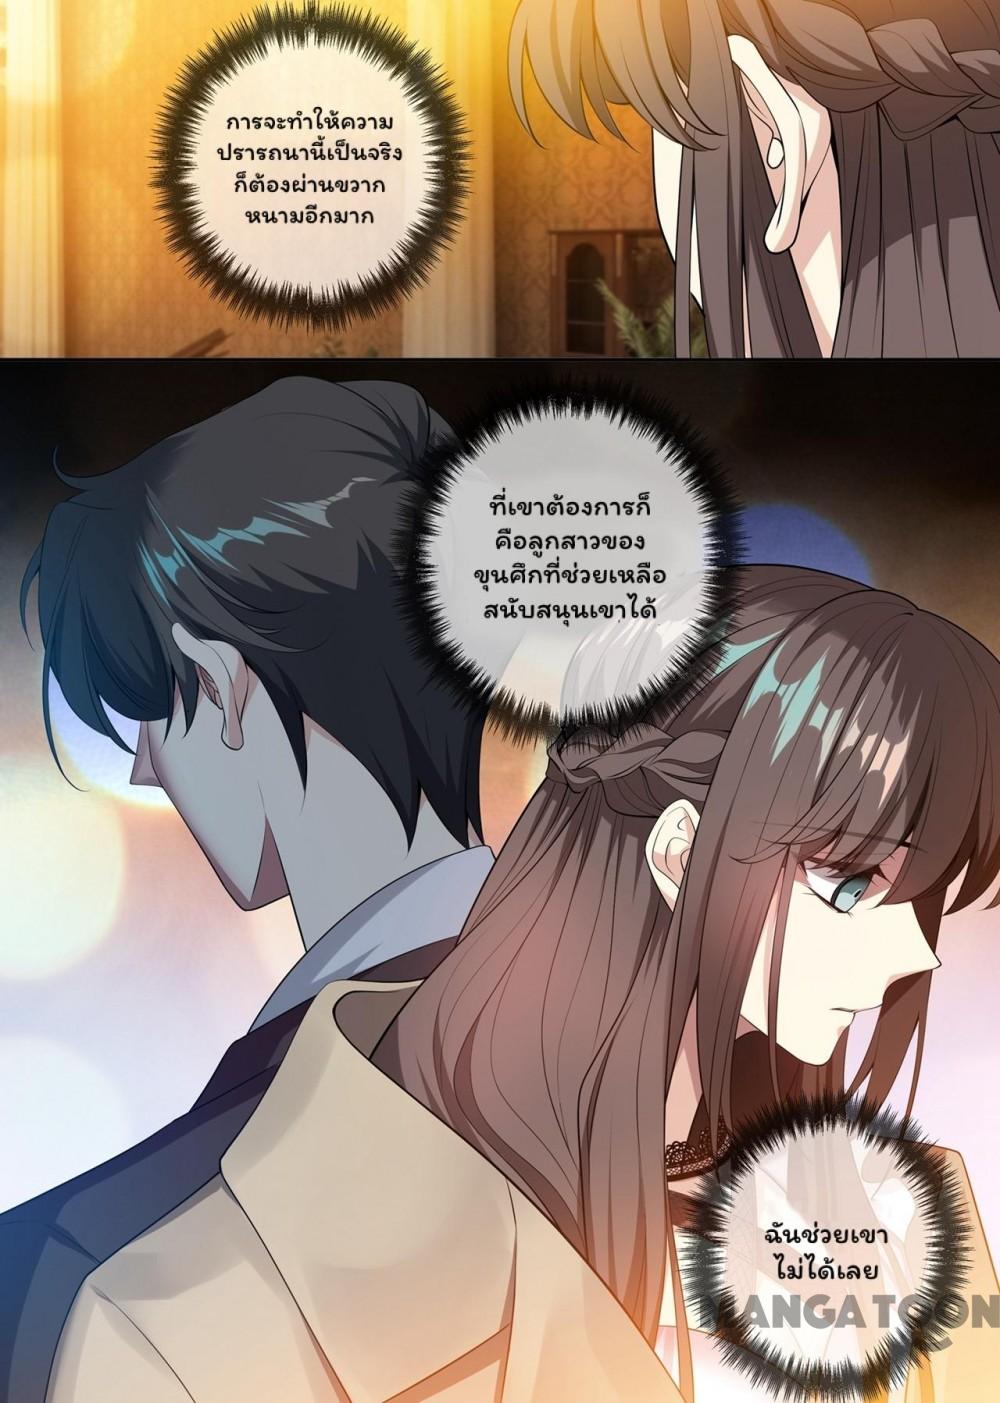 การจะทำให้ความ
ปรารถนานี้เป็นจริง
ก็ต้องผ่านขวาก
หนามอีกมาก
ที่เขาต้องการก็
คือลูกสาวของ
ขุนศึกที่ช่วยเหลือ
สนับสนุนเขาได้
ฉันช่วยเขา
ไม่ได้เลย
MANGATOON